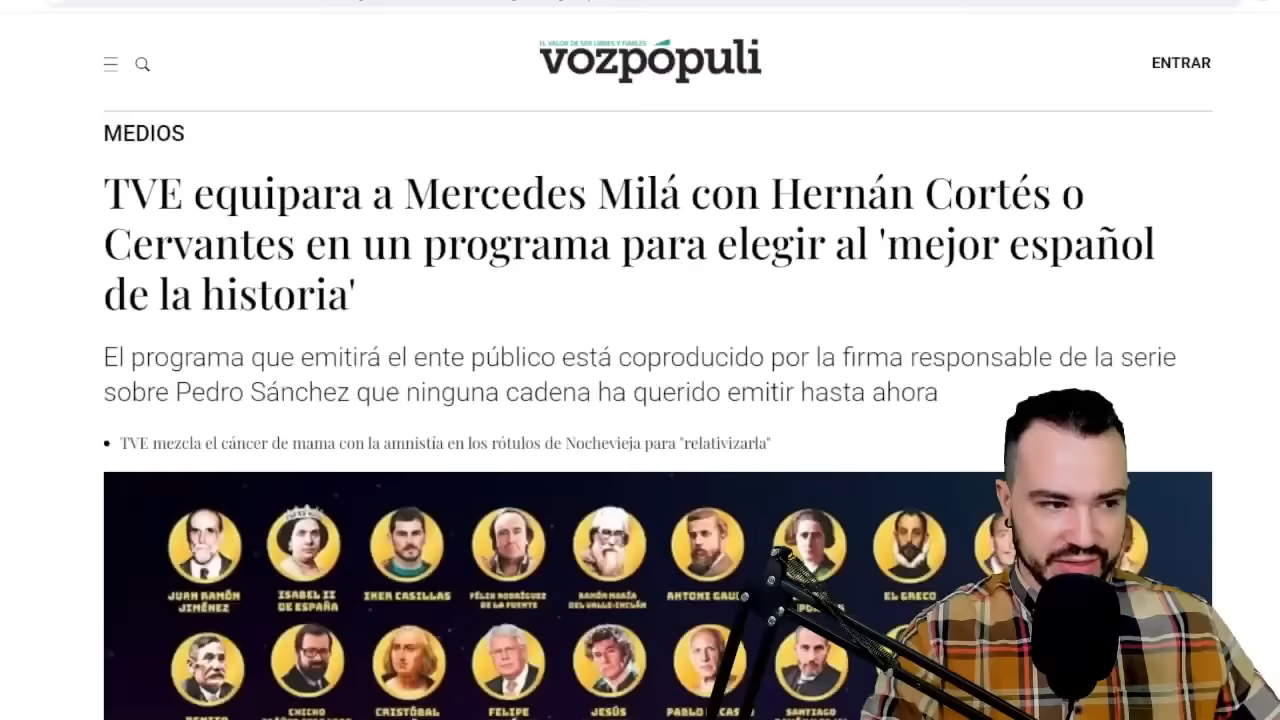 EL VALOR DE SER LIBRES Y FIABLES
vozpópuli
ENTRAR
MEDIOS
TVE equipara a Mercedes Milá con Hernán Cortés o
Cervantes en un programa para elegir al 'mejor español
de la historia'
El programa que emitirá el ente público está coproducido por la firma responsable de la serie
sobre Pedro Sánchez que ninguna cadena ha querido emitir hasta ahora
• TVE mezcla el cáncer de mama con la amnistía en los rótulos de Nochevieja para "relativizarla"
JUAN RAMÓN
JIMÉNEZ
ISABEL II
DE ESPAÑA
IKER CASILLAS
FÉLIX RODRÍGUEZ
DE LA FUENTE
RAMÓN MARÍA
DEL VALLE-INCLÁN
ANTONI
EL GRECO
CHICHO
CRISTÓBAL
FELIPE
JESÚS
PABLO
SANTIAGO